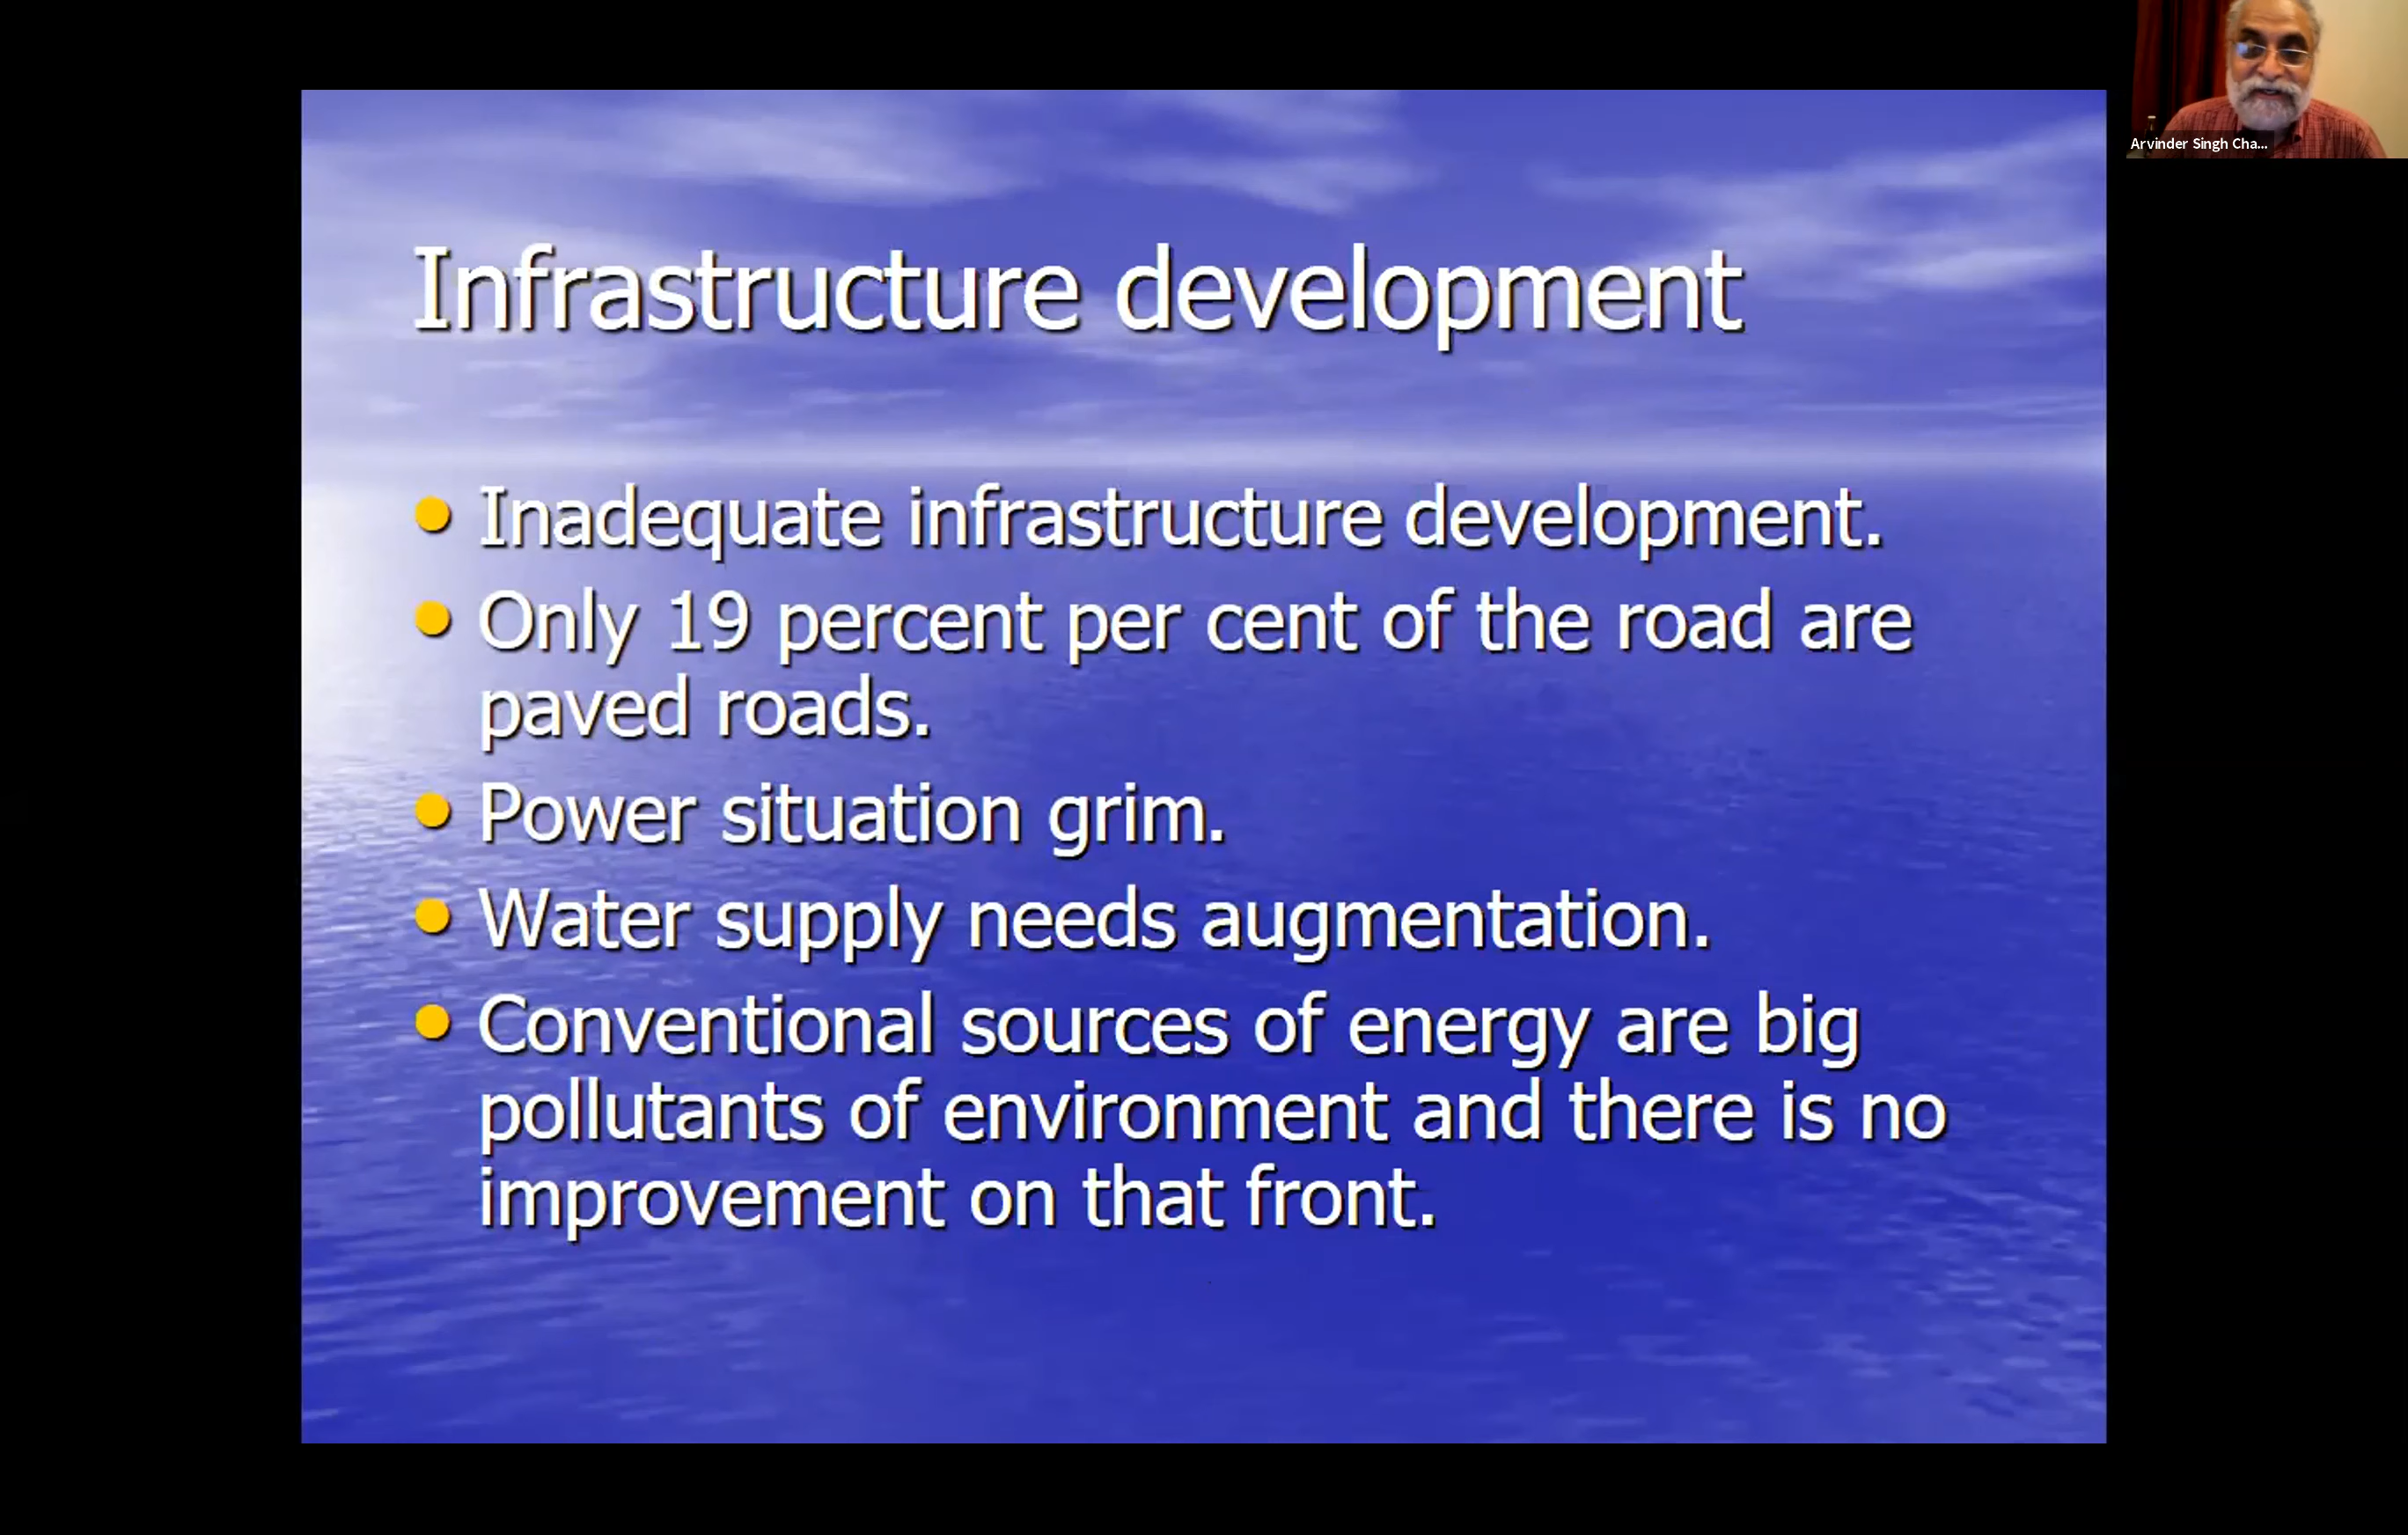 Infrastructure development
Inadequate infrastructure development.
Only 19 percent per cent of the road are
paved roads.
Power situation grim.
Water supply needs augmentation.
Conventional sources of energy are big
pollutants of environment and there is no
improvement on that front.
Arvinder Singh Cha...